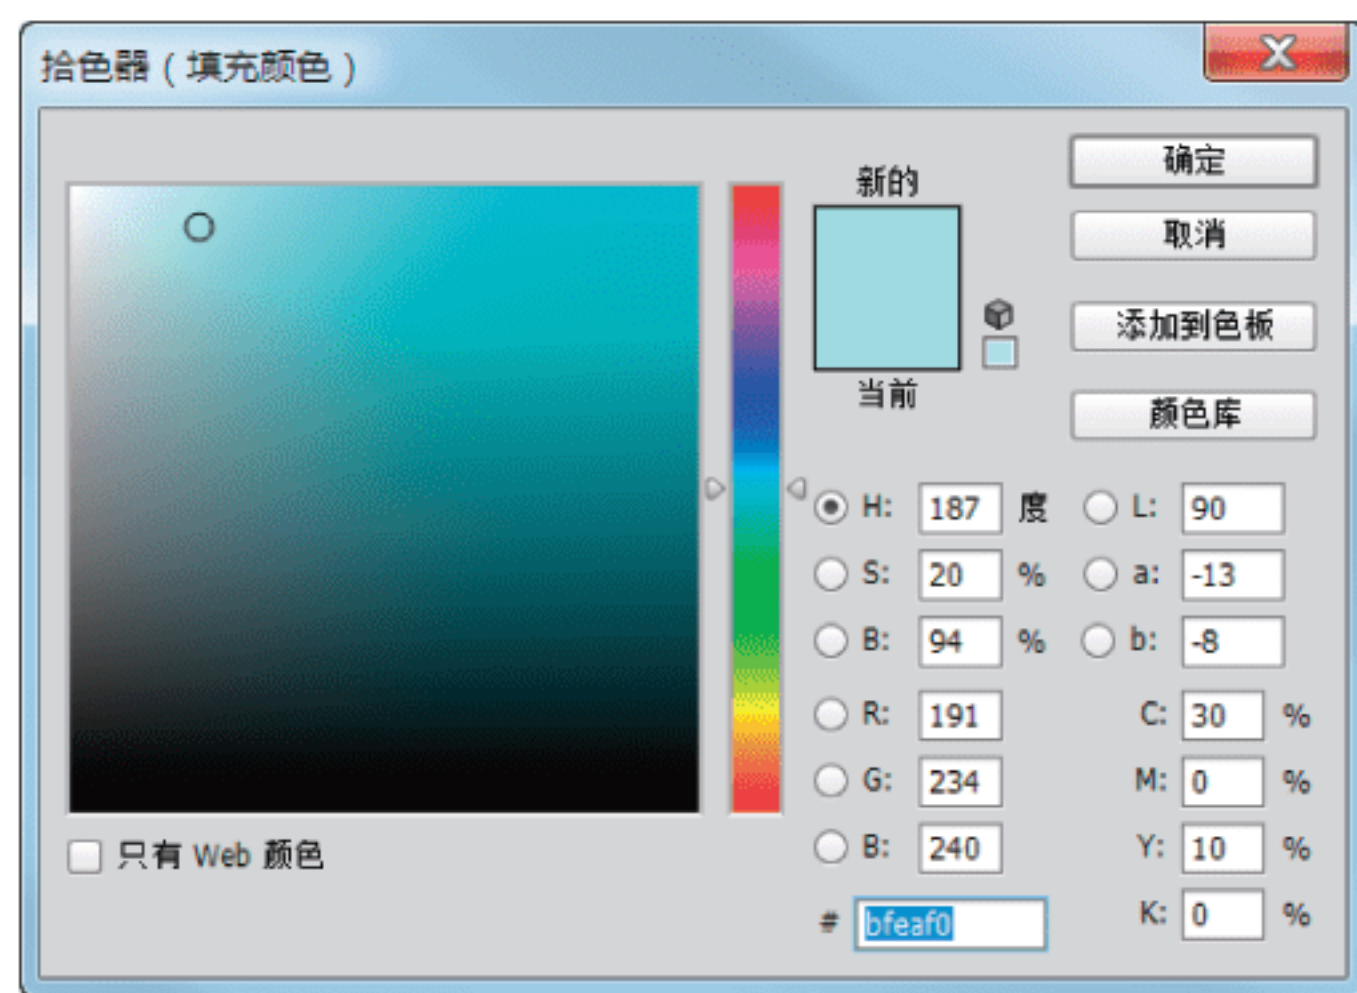 拾色器（填充颜色）
新的
当前
确定
取消
添加到色板
颜色库
H: 187 度
S: 20 %
B: 94 %
R: 191
G: 234
B: 240
# bfeaf0
L: 90
a: -13
b: -8
C: 30 %
M: 0 %
Y: 10 %
K: 0 %
只有 Web 颜色